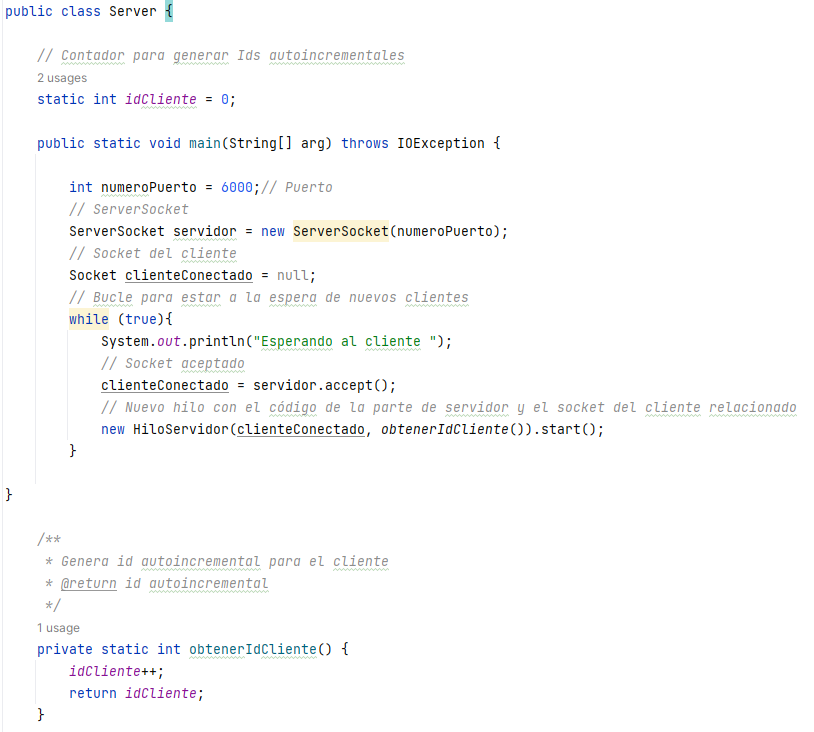 public class Server {
// Contador para generar Ids autoincrementales
2 usages
static int idCliente = 0;
public static void main(String[] arg) throws IOException {
int numeroPuerto = 6000;// Puerto
// ServerSocket
ServerSocket servidor = new ServerSocket(numeroPuerto);
// Socket del cliente
Socket clienteConectado = null;
// Bucle para estar a la espera de nuevos clientes
while (true){
System.out.println("Esperando al cliente ");
// Socket aceptado
clienteConectado = servidor.accept();
// Nuevo hilo con el código de la parte de servidor y el socket del cliente relacionado
new HiloServidor(clienteConectado, obtenerIdCliente()).start();
}
}
/**
* Genera id autoincremental para el cliente
* @return id autoincremental
*/
1 usage
private static int obtenerIdCliente() {
idCliente++;
return idCliente;
}